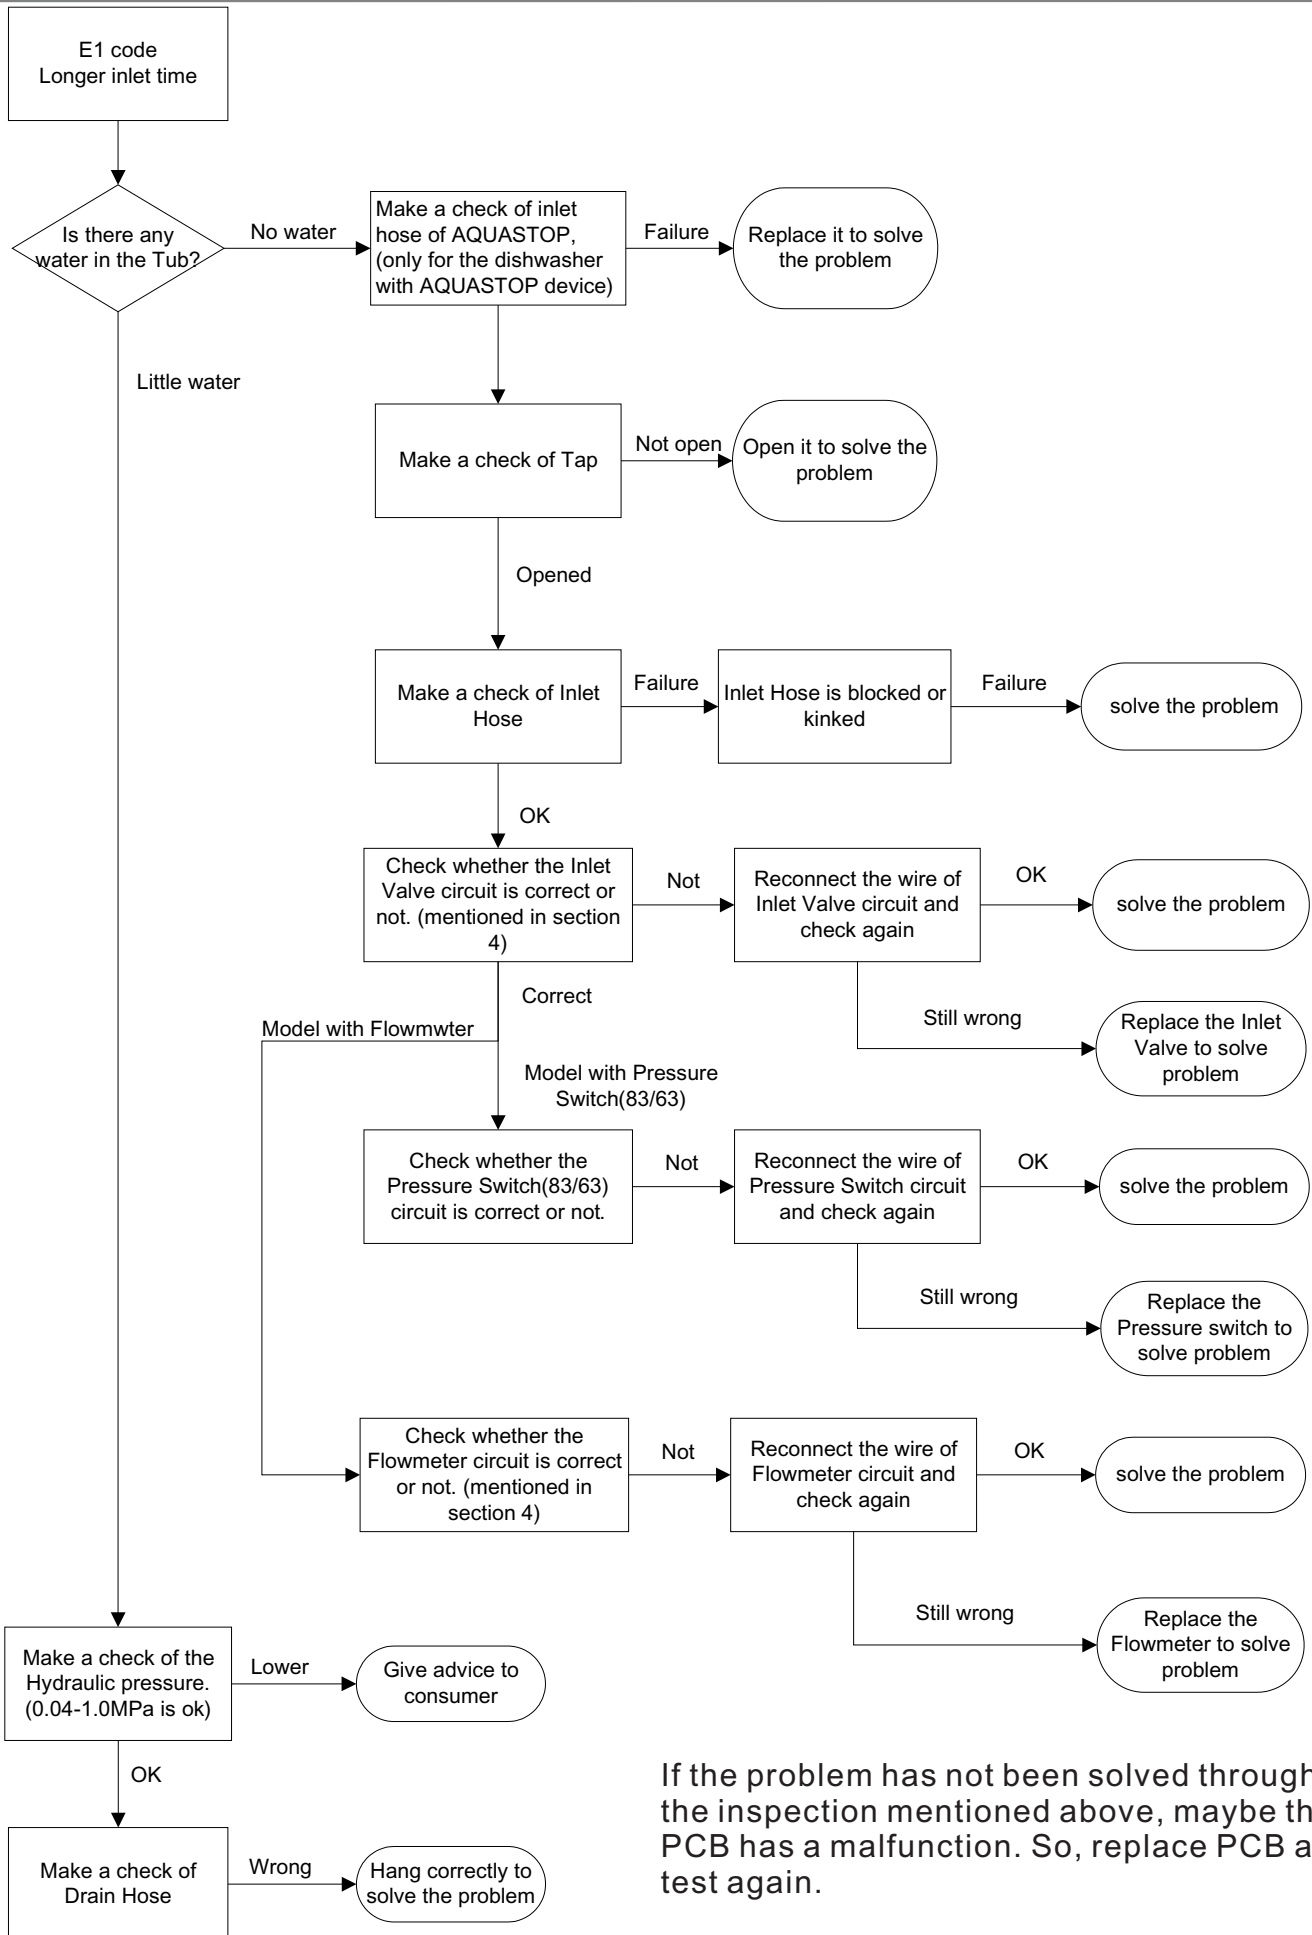 E1 code
Longer inlet time
Is there any
water in the Tub?
No water
Make a check of inlet
hose of AQUASTOP,
(only for the dishwasher
with AQUASTOP device)
Failure
Replace it to solve
the problem
Little water
Make a check of Tap
Not open
Open it to solve the
problem
Opened
Make a check of Inlet
Hose
Failure
Inlet Hose is blocked or
kinked
Failure
solve the problem
OK
Check whether the Inlet
Valve circuit is correct or
not. (mentioned in section
4)
Not
Reconnect the wire of
Inlet Valve circuit and
check again
OK
solve the problem
Still wrong
Replace the Inlet
Valve to solve
problem
Correct
Model with Flowmwter
Model with Pressure
Switch(83/63)
Check whether the
Pressure Switch(83/63)
circuit is correct or not.
Not
Reconnect the wire of
Pressure Switch circuit
and check again
OK
solve the problem
Still wrong
Replace the
Pressure switch to
solve problem
Check whether the
Flowmeter circuit is correct
or not. (mentioned in
section 4)
Not
Reconnect the wire of
Flowmeter circuit and
check again
OK
solve the problem
Still wrong
Replace the
Flowmeter to solve
problem
Make a check of the
Hydraulic pressure.
(0.04-1.0MPa is ok)
Lower
Give advice to
consumer
OK
Make a check of
Drain Hose
Wrong
Hang correctly to
solve the problem
If the problem has not been solved through
the inspection mentioned above, maybe th
PCB has a malfunction. So, replace PCB a
test again.